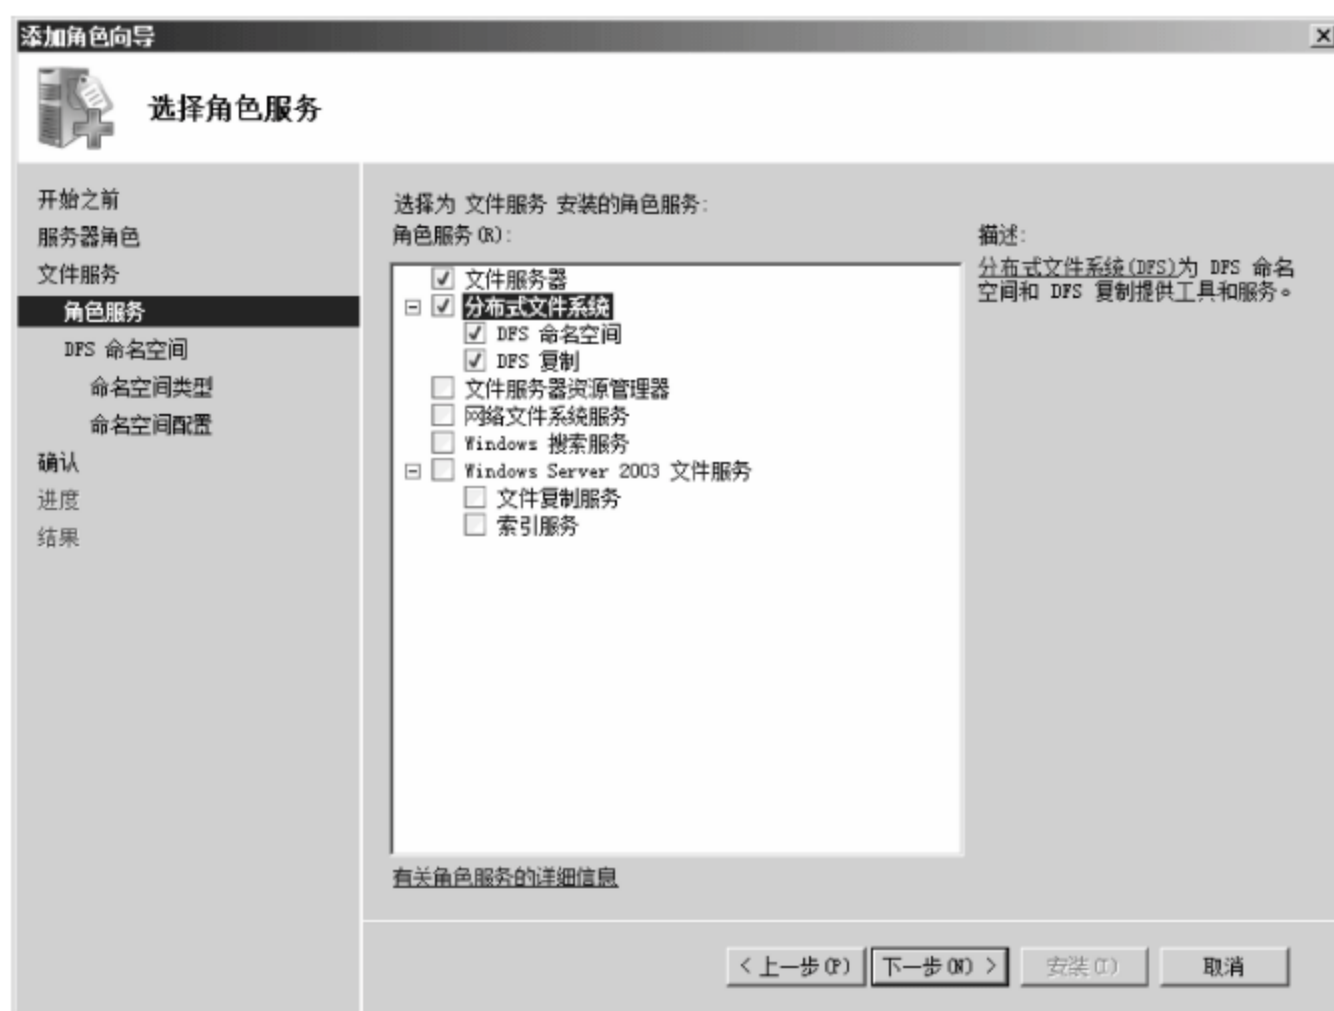 添加角色向导
选择角色服务
开始之前
服务器角色
文件服务
角色服务
DFS 命名空间
命名空间类型
命名空间配置
确认
进度
结果
选择为 文件服务 安装的角色服务:
角色服务(R):
文件服务器
分布式文件系统
DFS 命名空间
DFS 复制
文件服务器资源管理器
网络文件系统服务
Windows 搜索服务
Windows Server 2003 文件服务
文件复制服务
索引服务
描述:
分布式文件系统(DFS)为 DFS 命名
空间和 DFS 复制提供工具和服务。
有关角色服务的详细信息
< 上一步(P)
下一步(N) >
安装(I)
取消